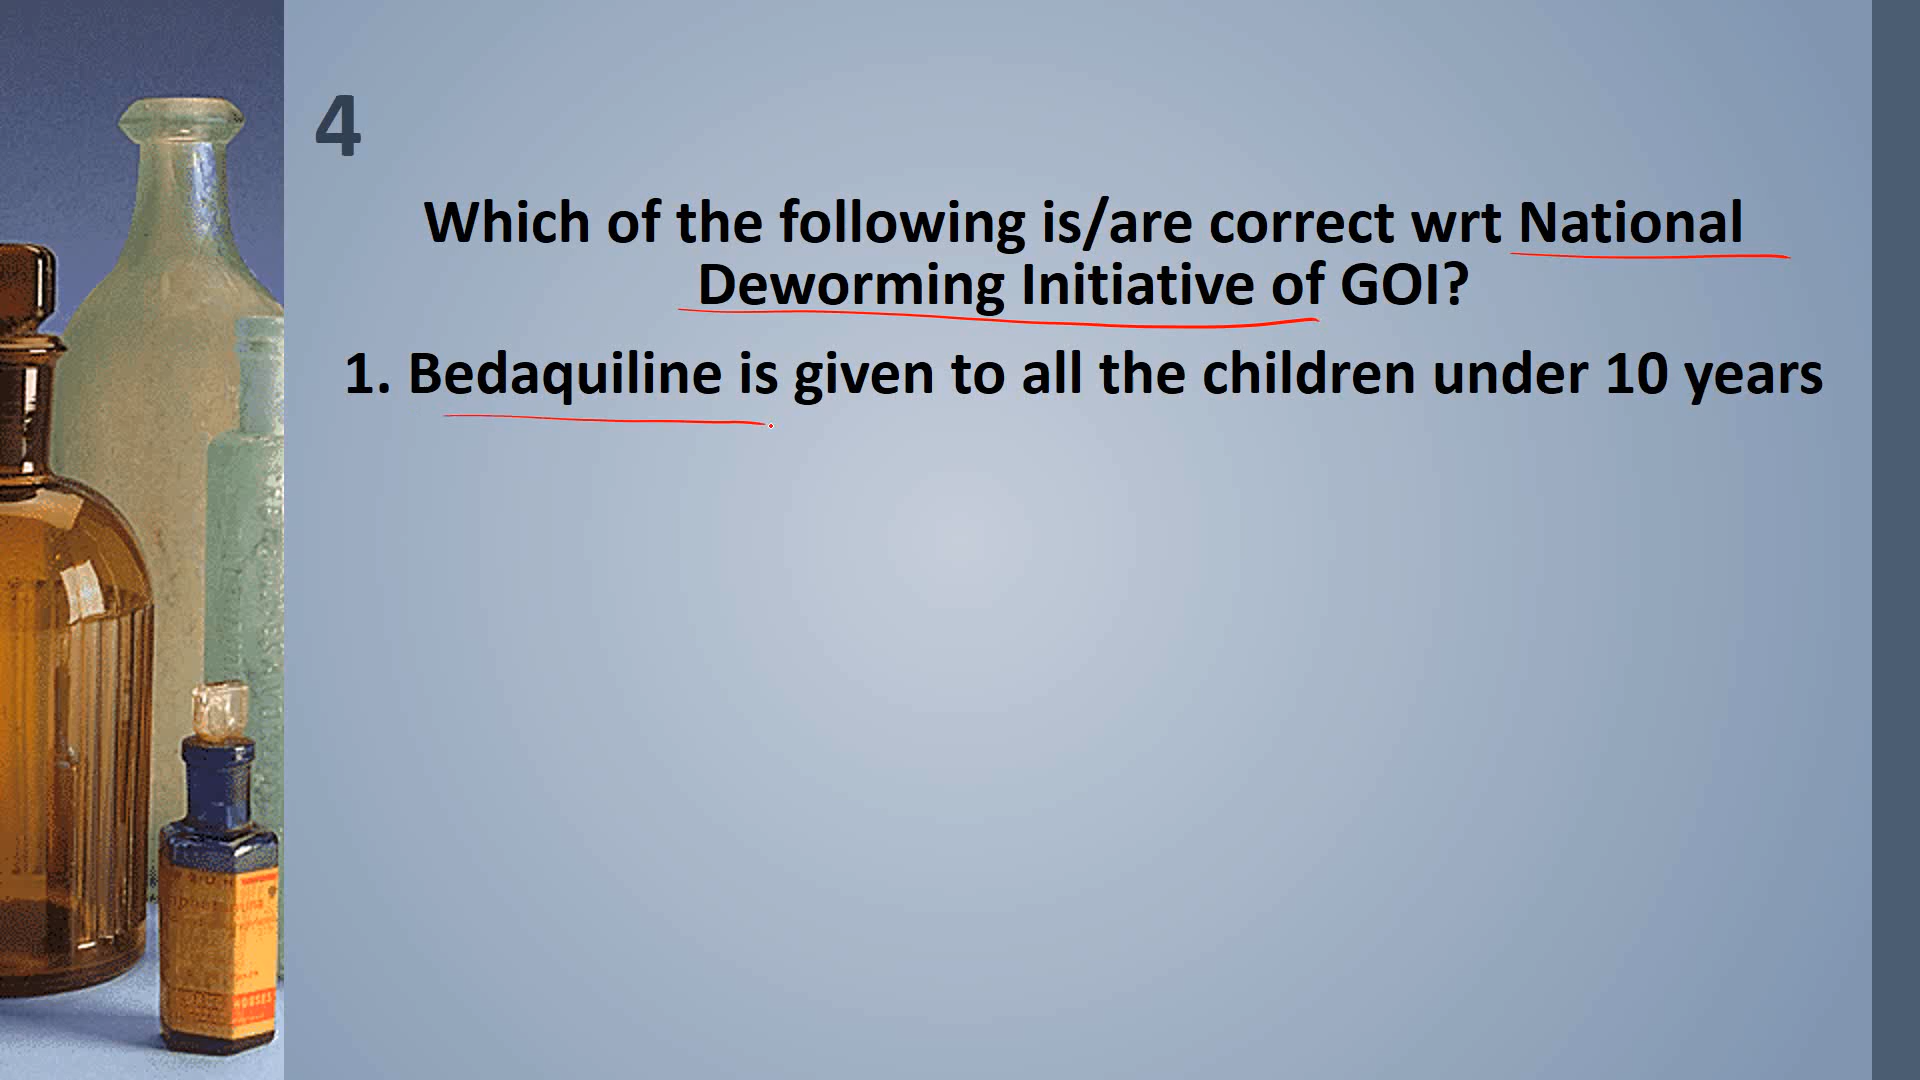 4
Which of the following is/are correct wrt National
Deworming Initiative of GOI?
1. Bedaquiline is given to all the children under 10 years
HOUSES